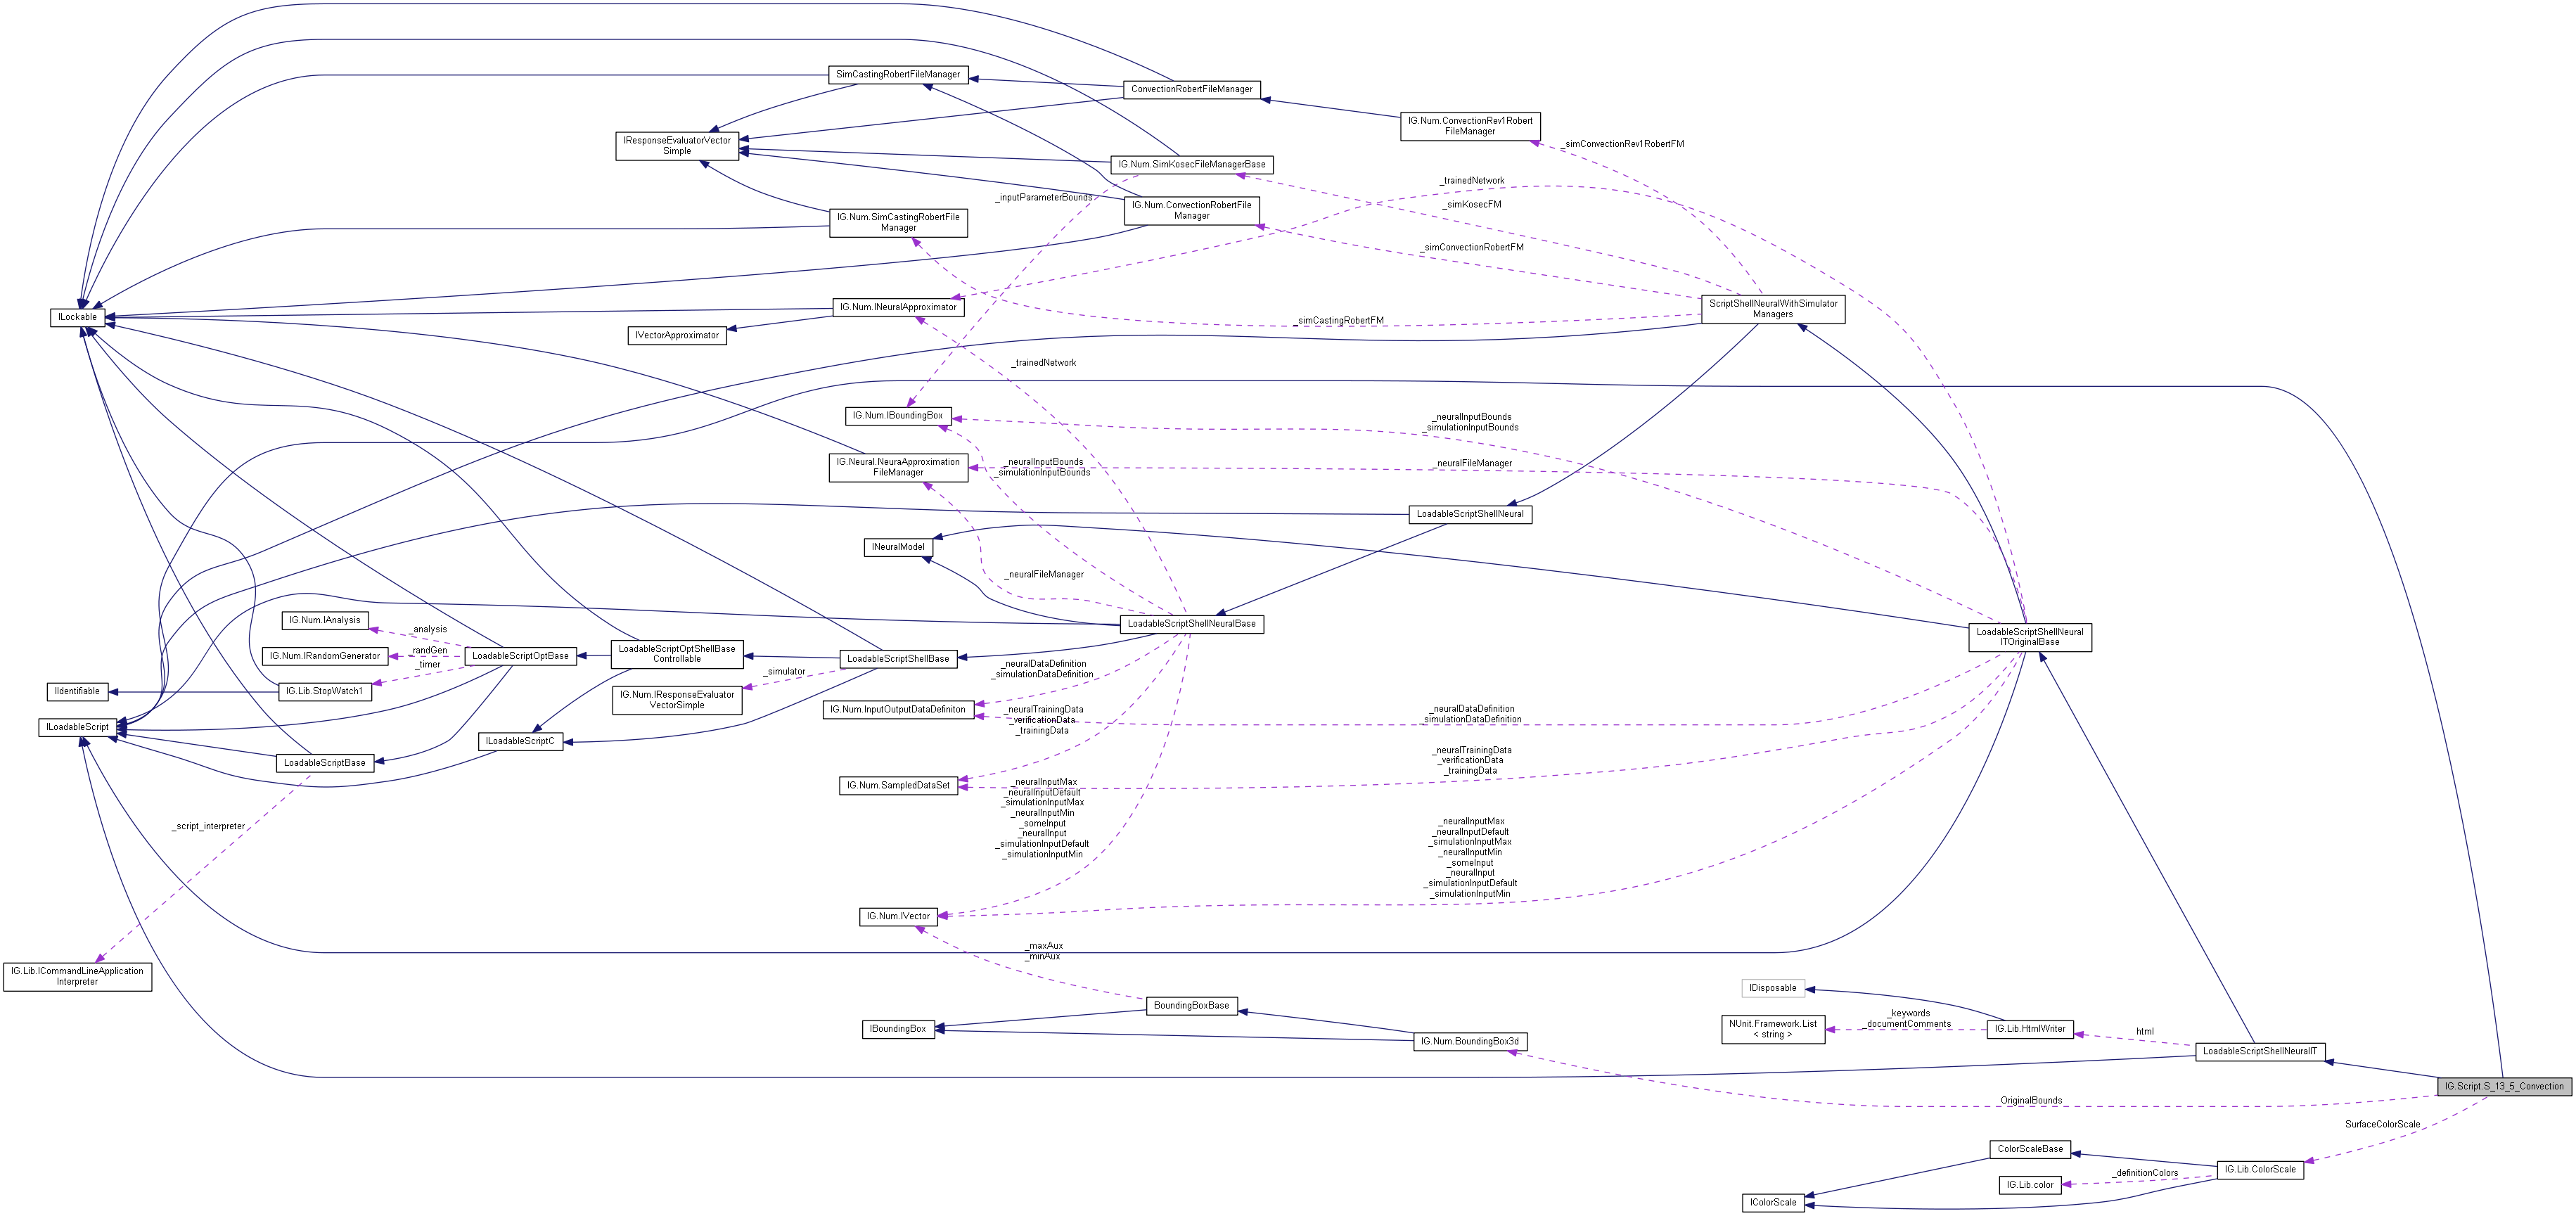 SimCastingRobertFileManager
ConvectionRobertFileManager
IG.Num.ConvectionRev1Robert
FileManager
IResponseEvaluatorVector
Simple
_simConvectionRev1RobertFM
IG.Num.SimKosecFileManagerBase
_trainedNetwork
_inputParameterBounds
IG.Num.ConvectionRobertFile
Manager
_simKosecFM
IG.Num.SimCastingRobertFile
Manager
_simConvectionRobertFM
ILockable
IG.Num.INeuralApproximator
ScriptShellNeuralWithSimulator
Managers
_simCastingRobertFM
IVectorApproximator
_trainedNetwork
IG.Num.IBoundingBox
_neuralInputBounds
_simulationInputBounds
IG.Neural.NeuraApproximation
FileManager
_neuralInputBounds
_simulationInputBounds
_neuralFileManager
LoadableScriptShellNeural
INeuralModel
_neuralFileManager
IG.Num.IAnalysis
_analysis
LoadableScriptShellNeuralBase
LoadableScriptShellNeural
ITOriginalBase
IG.Num.IRandomGenerator
_randGen
_timer
LoadableScriptOptBase
LoadableScriptOptShellBase
Controllable
LoadableScriptShellBase
_neuralDataDefinition
_simulationDataDefinition
IIdentifiable
IG.Lib.StopWatch1
_simulator
IG.Num.IResponseEvaluator
VectorSimple
IG.Num.InputOutputDataDefiniton
_neuralTrainingData
_verificationData
_trainingData
_neuralDataDefinition
_simulationDataDefinition
ILoadableScript
ILoadableScriptC
LoadableScriptBase
_neuralTrainingData
_verificationData
_trainingData
IG.Num.SampledDataSet
_neuralInputMax
_neuralInputDefault
_simulationInputMax
_neuralInputMin
_someInput
_neuralInput
_simulationInputDefault
_simulationInputMin
_script_interpreter
_neuralInputMax
_neuralInputDefault
_simulationInputMax
_neuralInputMin
_someInput
_neuralInput
_simulationInputDefault
_simulationInputMin
IG.Num.IVector
_maxAux
_minAux
IG.Lib.ICommandLineApplication
Interpreter
IDisposable
BoundingBoxBase
IBoundingBox
IG.Num.BoundingBox3d
NUnit.Framework.List
< string >
_keywords
_documentComments
IG.Lib.HtmlWriter
html
LoadableScriptShellNeuralIT
IG.Script.S_13_5_Convection
OriginalBounds
SurfaceColorScale
ColorScaleBase
IG.Lib.color
_definitionColors
IG.Lib.ColorScale
IColorScale